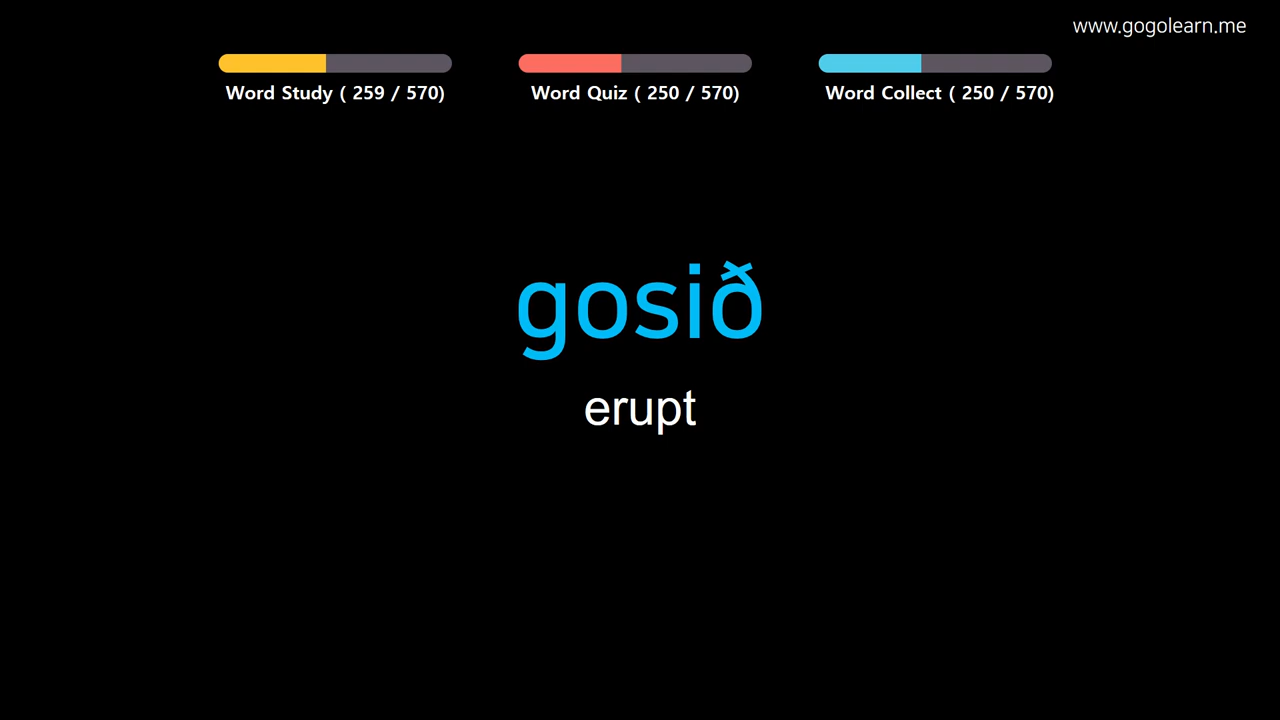 www.gogolearn.me
Word Study ( 259 / 570)
Word Quiz ( 250 / 570)
Word Collect ( 250 / 570)
gosið
erupt